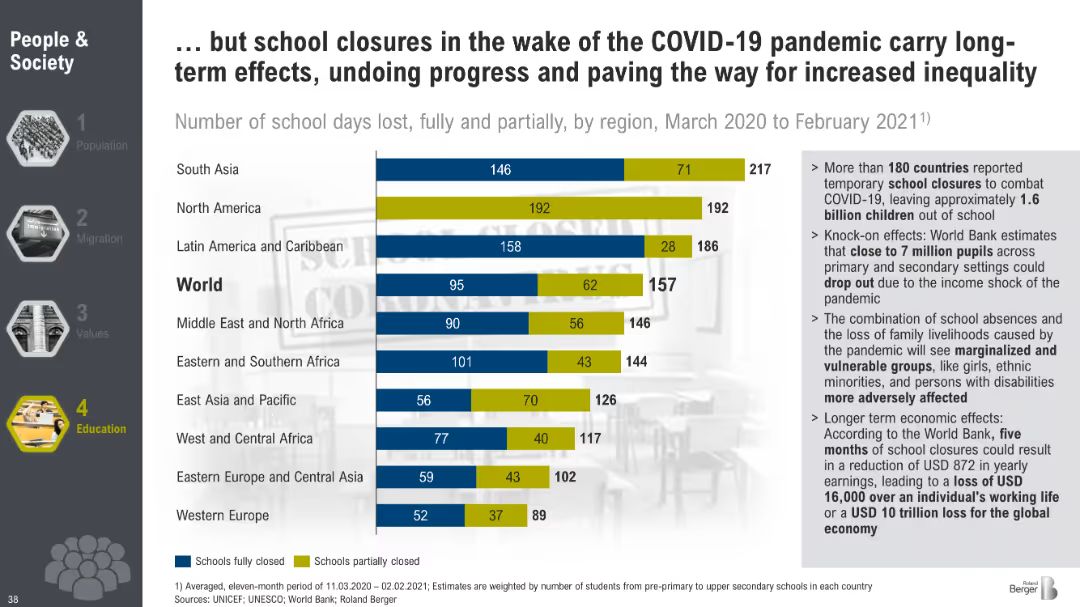 People &
Society
1
Population
2
Migration
3
Values
4
Education
38
… but school closures in the wake of the COVID-19 pandemic carry long-
term effects, undoing progress and paving the way for increased inequality
Number of school days lost, fully and partially, by region, March 2020 to February 2021¹⁾
SCHOOL CLOSED
CORONAVIRUS
South Asia 146 71 217
North America 192 192
Latin America and Caribbean 158 28 186
World 95 62 157
Middle East and North Africa 90 56 146
Eastern and Southern Africa 101 43 144
East Asia and Pacific 56 70 126
West and Central Africa 77 40 117
Eastern Europe and Central Asia 59 43 102
Western Europe 52 37 89
Schools fully closed Schools partially closed
> More than 180 countries reported
temporary school closures to combat
COVID-19, leaving approximately 1.6
billion children out of school
> Knock-on effects: World Bank estimates
that close to 7 million pupils across
primary and secondary settings could
drop out due to the income shock of the
pandemic
> The combination of school absences and
the loss of family livelihoods caused by
the pandemic will see marginalized and
vulnerable groups, like girls, ethnic
minorities, and persons with disabilities
more adversely affected
> Longer term economic effects:
According to the World Bank, five
months of school closures could result
in a reduction of USD 872 in yearly
earnings, leading to a loss of USD
16,000 over an individual's working life
or a USD 10 trillion loss for the global
economy
1) Averaged, eleven-month period of 11.03.2020 – 02.02.2021; Estimates are weighted by number of students from pre-primary to upper secondary schools in each country
Sources: UNICEF; UNESCO; World Bank; Roland Berger
Roland
Berger